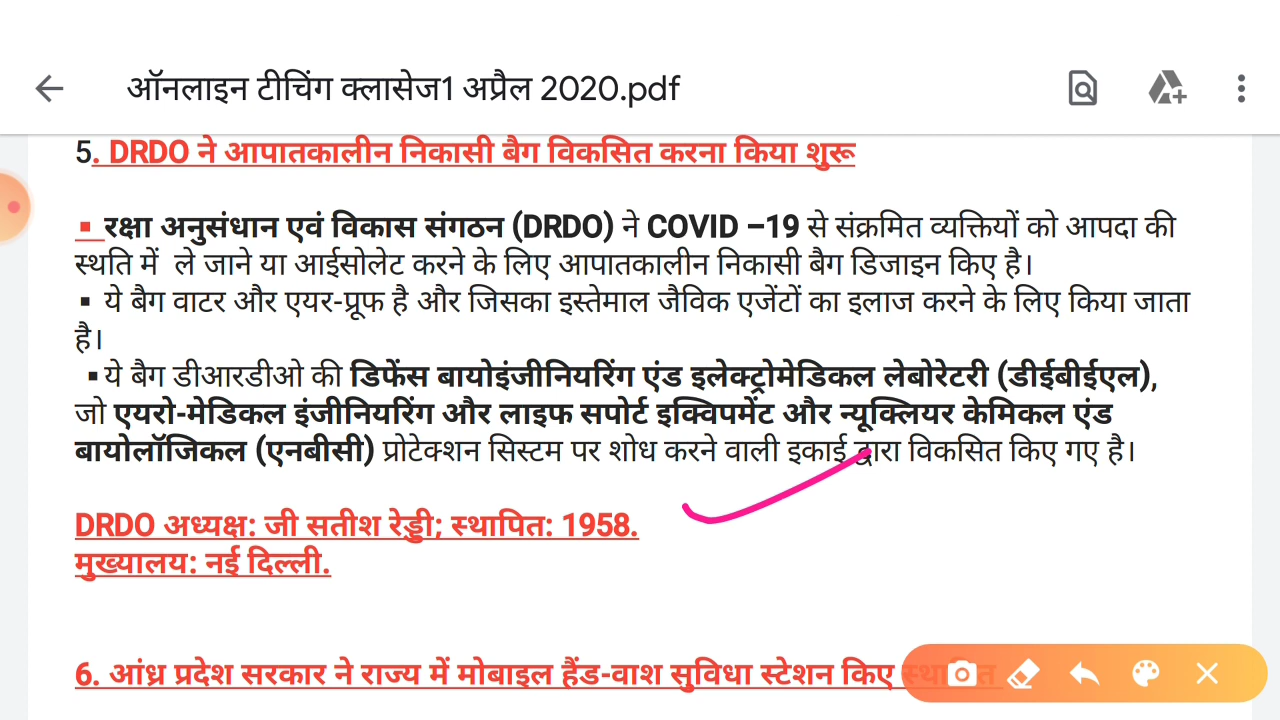 ऑनलाइन टीचिंग क्लासेज1 अप्रैल 2020.pdf
5. DRDO ने आपातकालीन निकासी बैग विकसित करना किया शुरू
▪ रक्षा अनुसंधान एवं विकास संगठन (DRDO) ने COVID –19 से संक्रमित व्यक्तियों को आपदा की
स्थति में ले जाने या आईसोलेट करने के लिए आपातकालीन निकासी बैग डिजाइन किए है।
▪ ये बैग वाटर और एयर-प्रूफ है और जिसका इस्तेमाल जैविक एजेंटों का इलाज करने के लिए किया जाता
है।
▪ये बैग डीआरडीओ की डिफेंस बायोइंजीनियरिंग एंड इलेक्ट्रोमेडिकल लेबोरेटरी (डीईबीईएल),
जो एयरो-मेडिकल इंजीनियरिंग और लाइफ सपोर्ट इक्विपमेंट और न्यूक्लियर केमिकल एंड
बायोलॉजिकल (एनबीसी) प्रोटेक्शन सिस्टम पर शोध करने वाली इकाई द्वारा विकसित किए गए है।
DRDO अध्यक्ष: जी सतीश रेड्डी; स्थापित: 1958.
मुख्यालय: नई दिल्ली.
6. आंध्र प्रदेश सरकार ने राज्य में मोबाइल हैंड-वाश सुविधा स्टेशन किए